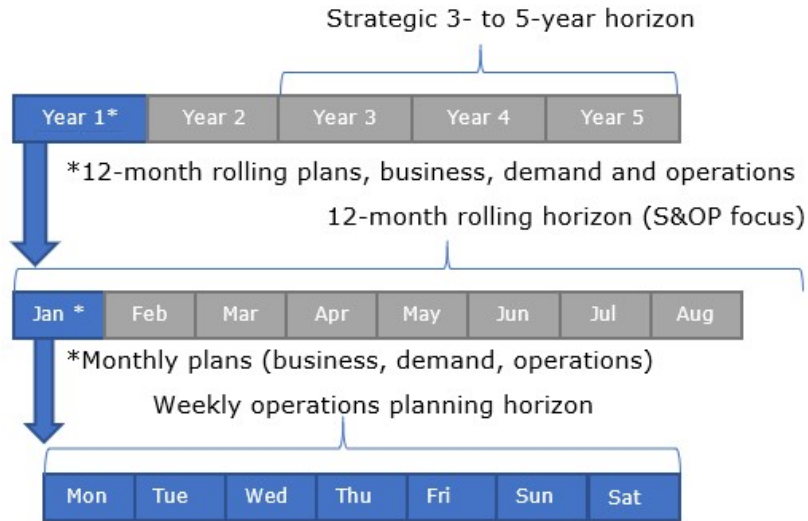 Strategic 3- to 5-year horizon
Year 1* Year 2 Year 3 Year 4 Year 5
*12-month rolling plans, business, demand and operations
12-month rolling horizon (S&OP focus)
Jan * Feb Mar Apr May Jun Jul Aug
*Monthly plans (business, demand, operations)
Weekly operations planning horizon
Mon Tue Wed Thu Fri Sun Sat